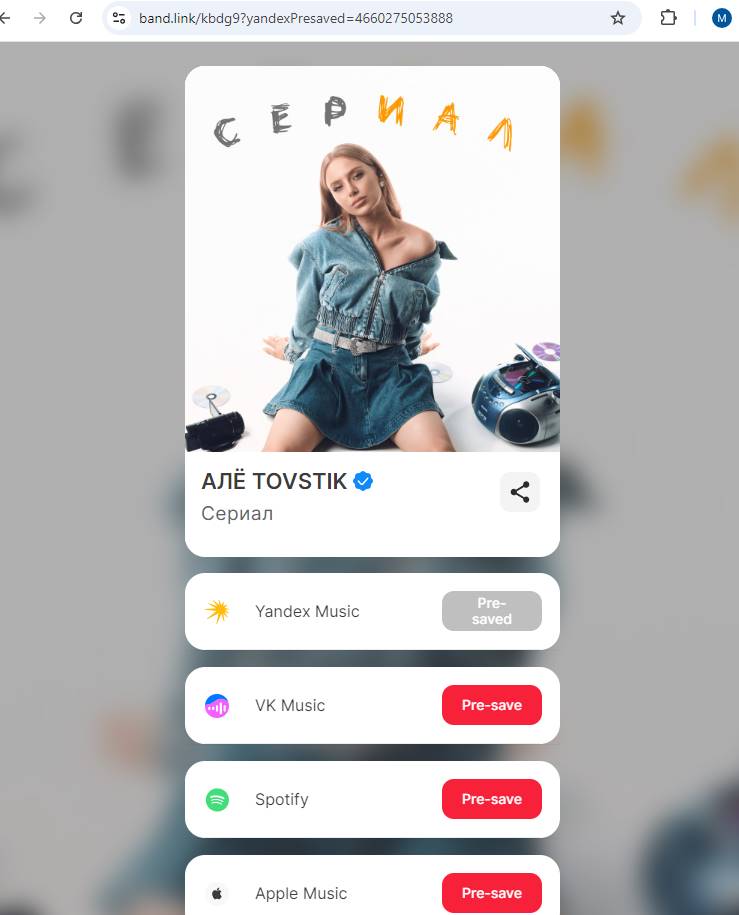 band.link/kbdg9?yandexPresaved=4660275053888
M
СЕРИАЛ
АЛЁ TOVSTIK
Сериал
Yandex Music
Pre-
saved
VK Music
Pre-save
Spotify
Pre-save
Apple Music
Pre-save